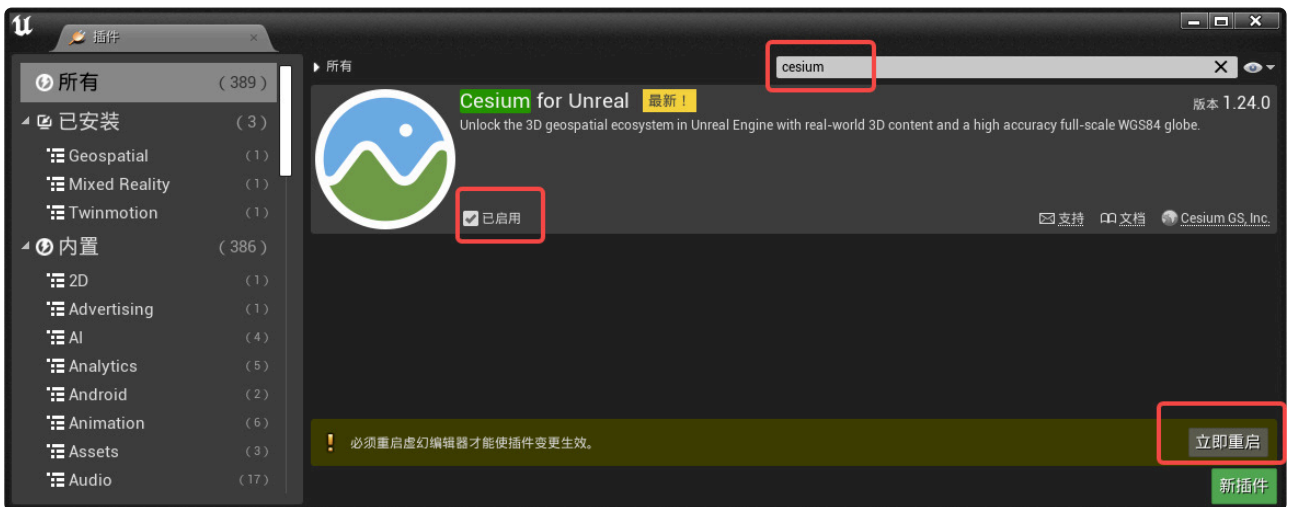 插件
所有 (389)
已安装 (3)
Geospatial (1)
Mixed Reality (1)
Twinmotion (1)
内置 (386)
2D (1)
Advertising (1)
AI (4)
Analytics (5)
Android (2)
Animation (6)
Assets (3)
Audio (17)
所有
cesium
Cesium for Unreal 最新！ 版本 1.24.0
Unlock the 3D geospatial ecosystem in Unreal Engine with real-world 3D content and a high accuracy full-scale WGS84 globe.
已启用 支持 文档 Cesium GS, Inc.
必须重启虚幻编辑器才能使插件变更生效。 立即重启
新插件